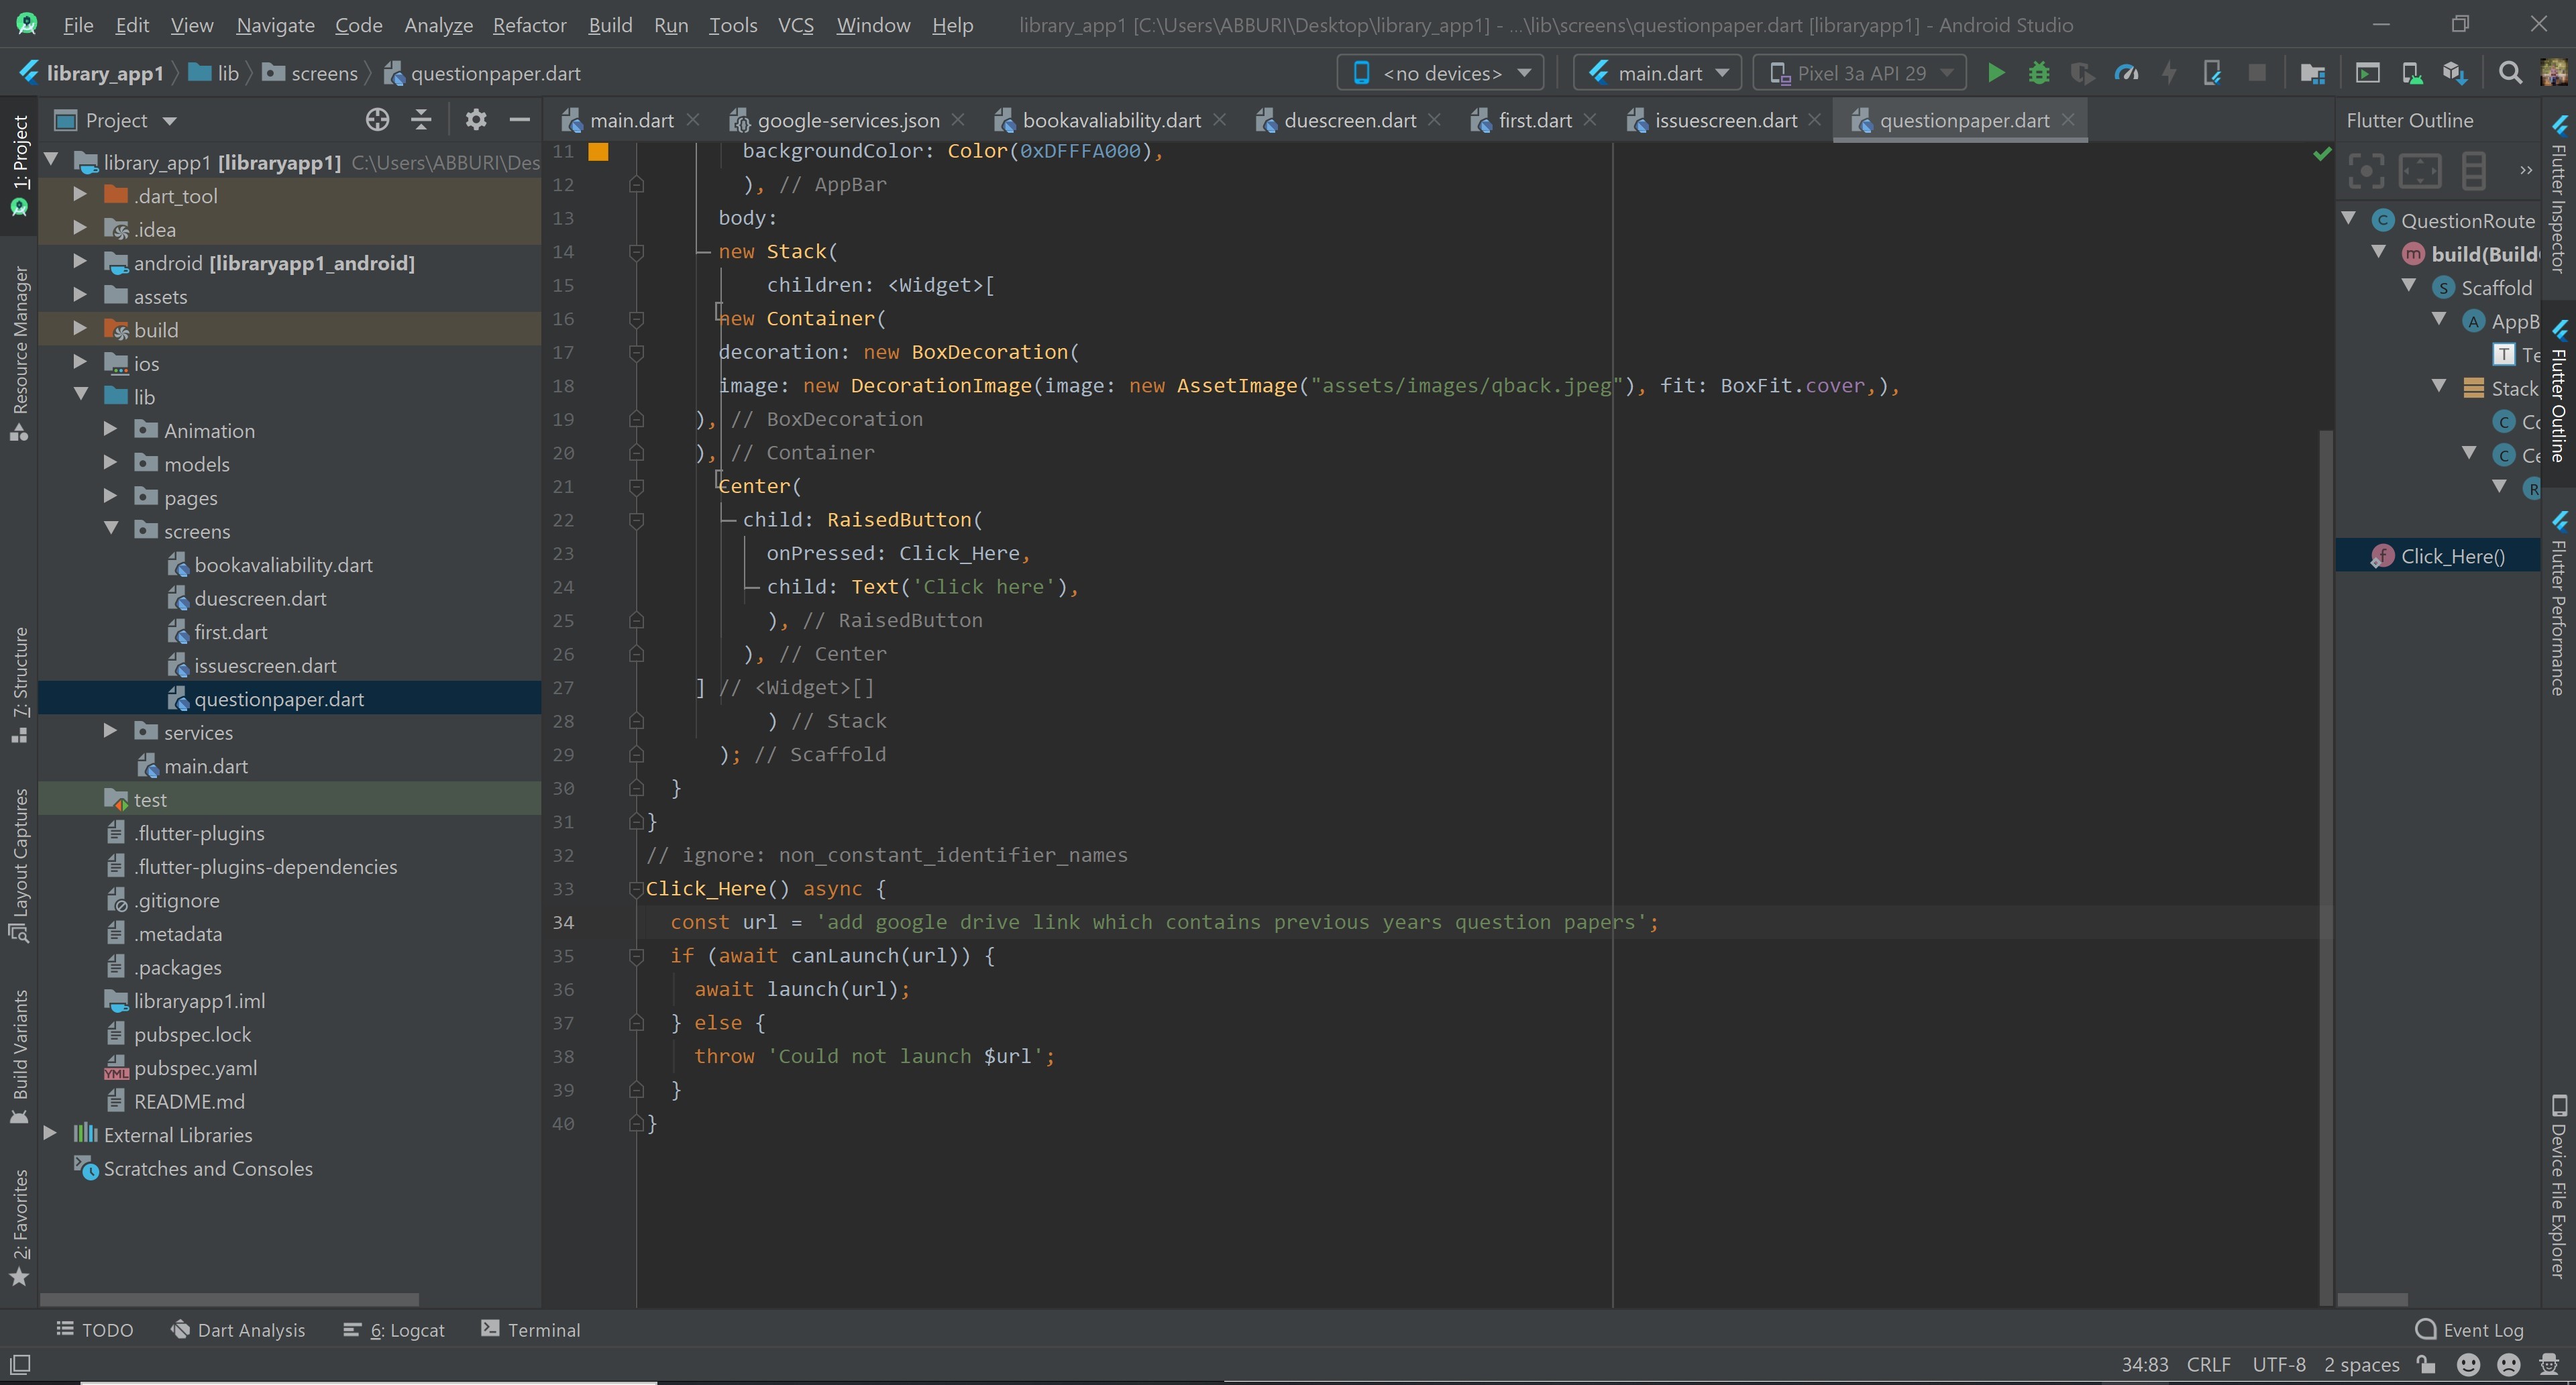 File Edit View Navigate Code Analyze Refactor Build Run Tools VCS Window Help library_app1 [C:\Users\ABBURI\Desktop\library_app1] - ...\lib\screens\questionpaper.dart [libraryapp1] - Android Studio
library_app1 lib screens questionpaper.dart <no devices> main.dart Pixel 3a API 29
Project main.dart google-services.json bookavaliability.dart duescreen.dart first.dart issuescreen.dart questionpaper.dart Flutter Outline
1: Project
Resource Manager
7: Structure
Layout Captures
Build Variants
2: Favorites
library_app1 [libraryapp1] C:\Users\ABBURI\Des
.dart_tool
.idea
android [libraryapp1_android]
assets
build
ios
lib
Animation
models
pages
screens
bookavaliability.dart
duescreen.dart
first.dart
issuescreen.dart
questionpaper.dart
services
main.dart
test
.flutter-plugins
.flutter-plugins-dependencies
.gitignore
.metadata
.packages
libraryapp1.iml
pubspec.lock
YML pubspec.yaml
README.md
External Libraries
Scratches and Consoles
11 backgroundColor: Color(0xDFFFA000),
12 ), // AppBar
13 body:
14 new Stack(
15 children: <Widget>[
16 new Container(
17 decoration: new BoxDecoration(
18 image: new DecorationImage(image: new AssetImage("assets/images/qback.jpeg"), fit: BoxFit.cover,),
19 ), // BoxDecoration
20 ), // Container
21 Center(
22 child: RaisedButton(
23 onPressed: Click_Here,
24 child: Text('Click here'),
25 ), // RaisedButton
26 ), // Center
27 ] // <Widget>[]
28 ) // Stack
29 ); // Scaffold
30 }
31 }
32 // ignore: non_constant_identifier_names
33 Click_Here() async {
34 const url = 'add google drive link which contains previous years question papers';
35 if (await canLaunch(url)) {
36 await launch(url);
37 } else {
38 throw 'Could not launch $url';
39 }
40 }
C QuestionRoute
m build(Build
S Scaffold
A AppB
T Te
Stack
C Co
C Ce
R
f Click_Here()
Flutter Inspector
Flutter Outline
Flutter Performance
Device File Explorer
TODO Dart Analysis 6: Logcat Terminal Event Log
34:83 CRLF UTF-8 2 spaces